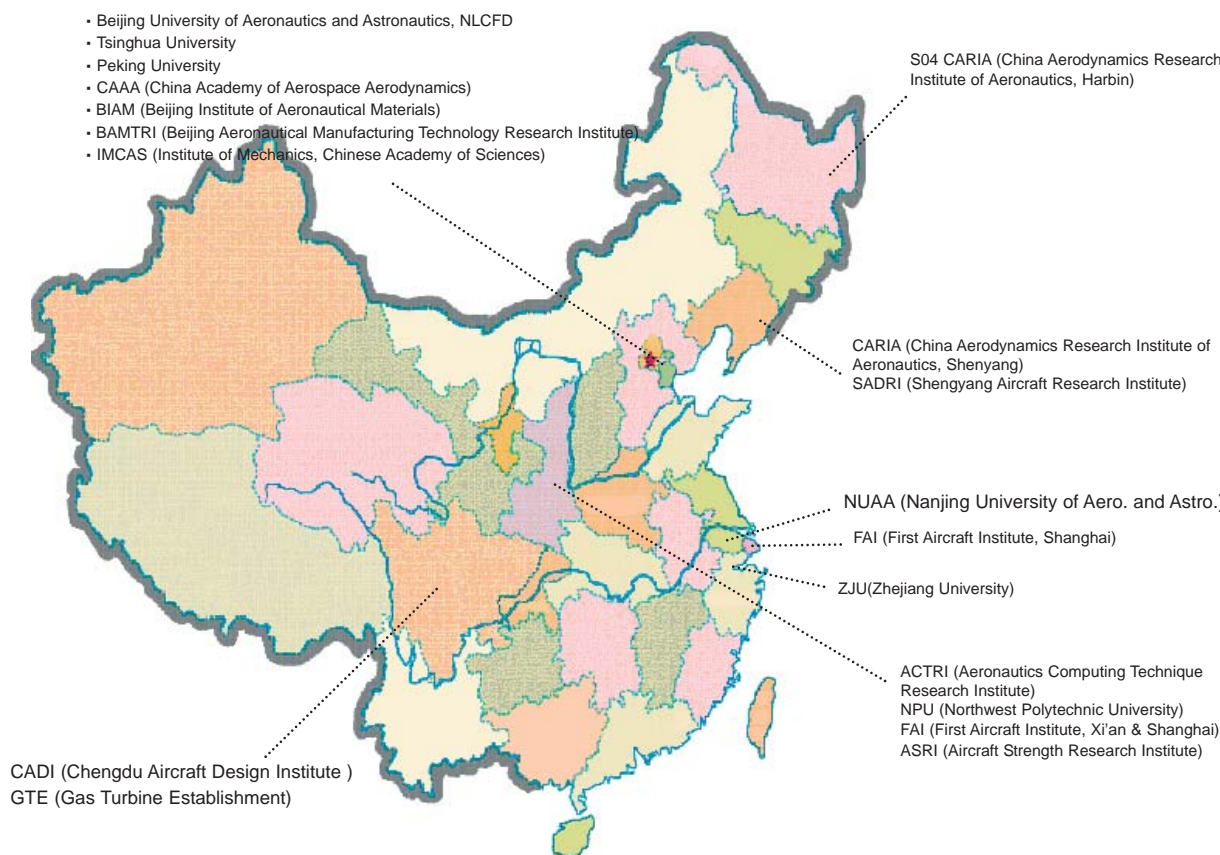 ▪ Beijing University of Aeronautics and Astronautics, NLCFD
▪ Tsinghua University
▪ Peking University
▪ CAAA (China Academy of Aerospace Aerodynamics)
▪ BIAM (Beijing Institute of Aeronautical Materials)
▪ BAMTRI (Beijing Aeronautical Manufacturing Technology Research Institute)
▪ IMCAS (Institute of Mechanics, Chinese Academy of Sciences)
S04 CARIA (China Aerodynamics Research
Institute of Aeronautics, Harbin)
CARIA (China Aerodynamics Research Institute of
Aeronautics, Shenyang)
SADRI (Shengyang Aircraft Research Institute)
NUAA (Nanjing University of Aero. and Astro.)
FAI (First Aircraft Institute, Shanghai)
ZJU(Zhejiang University)
ACTRI (Aeronautics Computing Technique
Research Institute)
NPU (Northwest Polytechnic University)
FAI (First Aircraft Institute, Xi'an & Shanghai)
ASRI (Aircraft Strength Research Institute)
CADI (Chengdu Aircraft Design Institute )
GTE (Gas Turbine Establishment)